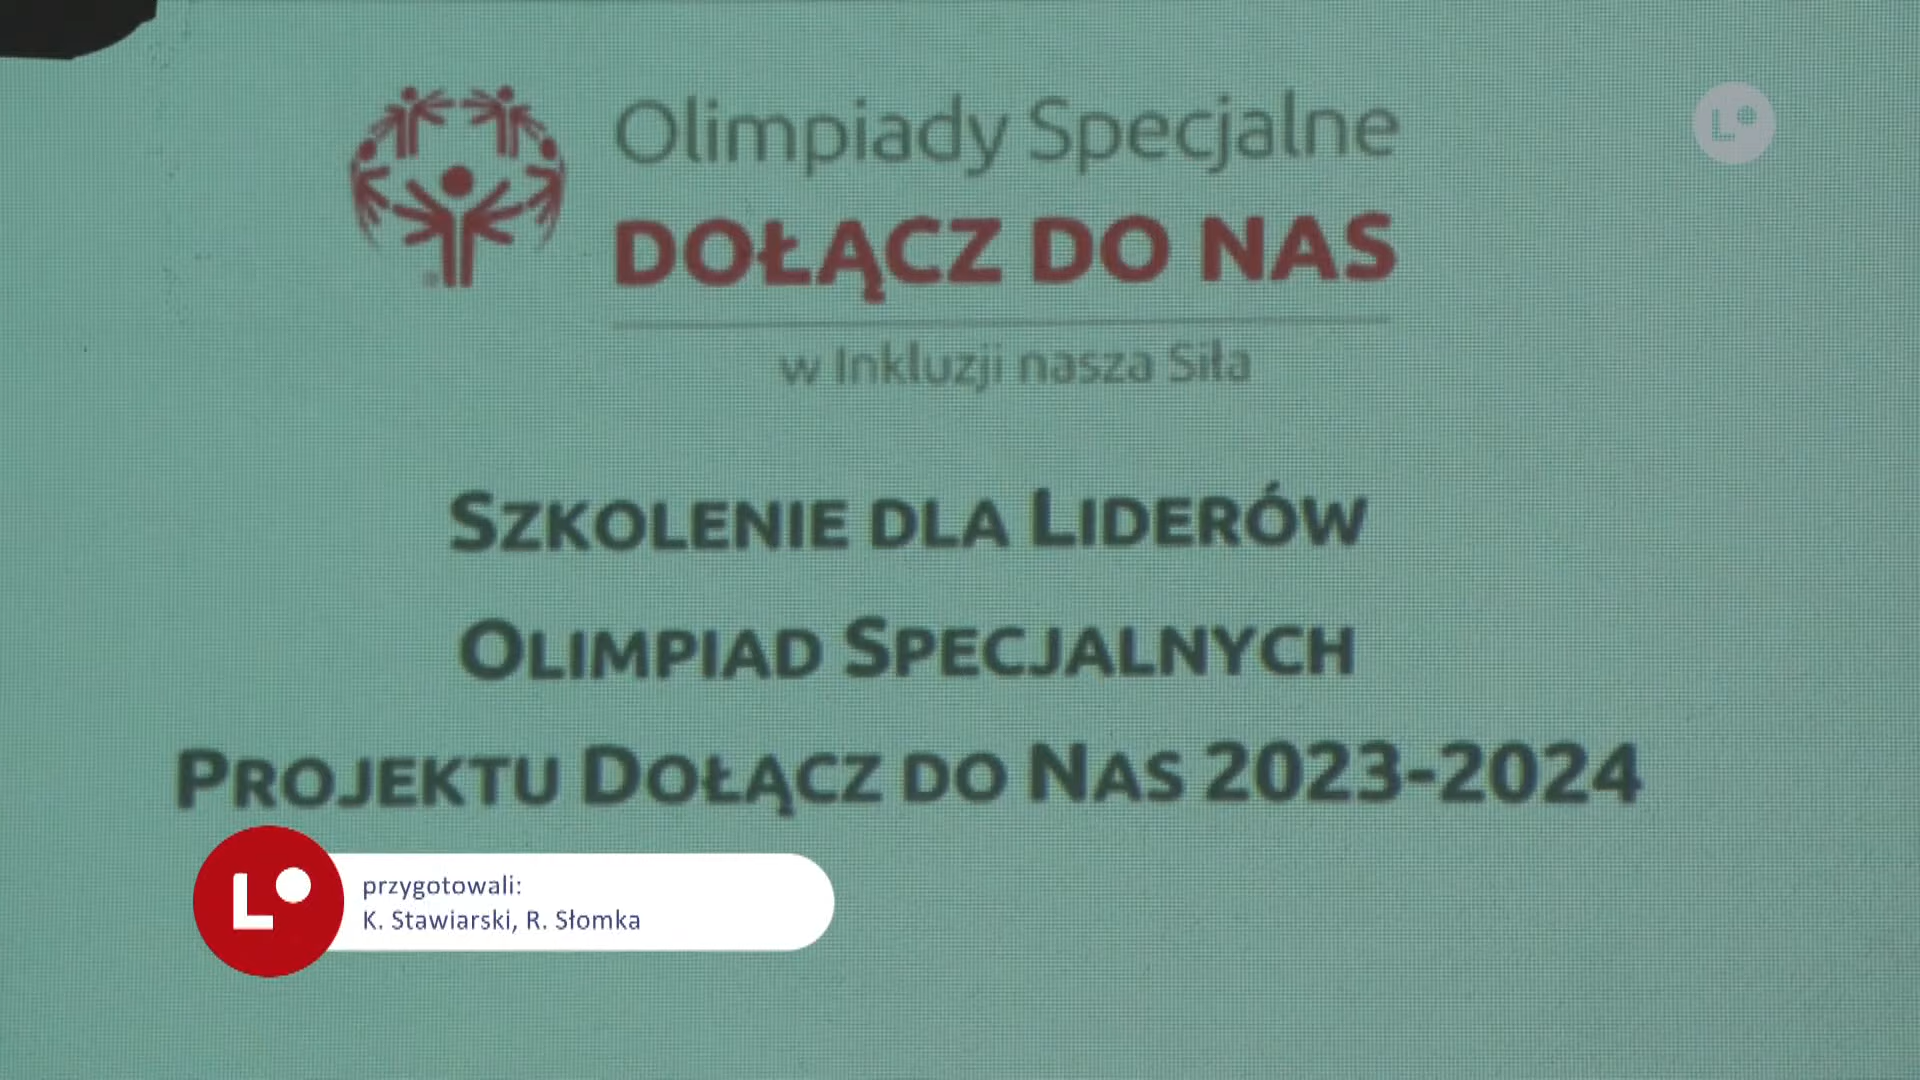 Olimpiady Specjalne
DOŁĄCZ DO NAS
w Inkluzji nasza Siła
SZKOLENIE DLA LIDERÓW
OLIMPIAD SPECJALNYCH
PROJEKTU DOŁĄCZ DO NAS 2023-2024
przygotowali:
K. Stawiarski, R. Słomka